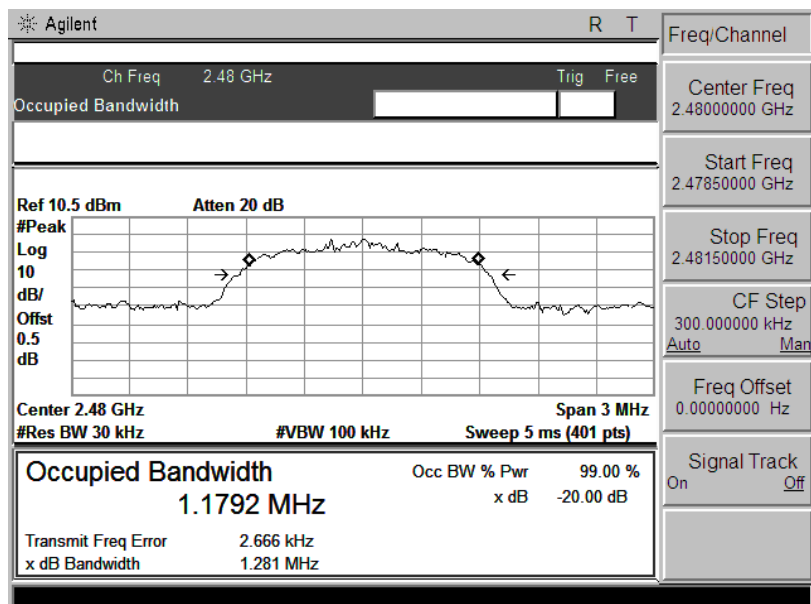 Agilent R T
Ch Freq 2.48 GHz Trig Free
Occupied Bandwidth
Ref 10.5 dBm Atten 20 dB
#Peak
Log
10
dB/
Offst
0.5
dB
Center 2.48 GHz Span 3 MHz
#Res BW 30 kHz #VBW 100 kHz Sweep 5 ms (401 pts)
Occupied Bandwidth Occ BW % Pwr 99.00 %
1.1792 MHz x dB -20.00 dB
Transmit Freq Error 2.666 kHz
x dB Bandwidth 1.281 MHz
Freq/Channel
Center Freq
2.48000000 GHz
Start Freq
2.47850000 GHz
Stop Freq
2.48150000 GHz
CF Step
300.000000 kHz
Auto Man
Freq Offset
0.00000000 Hz
Signal Track
On Off